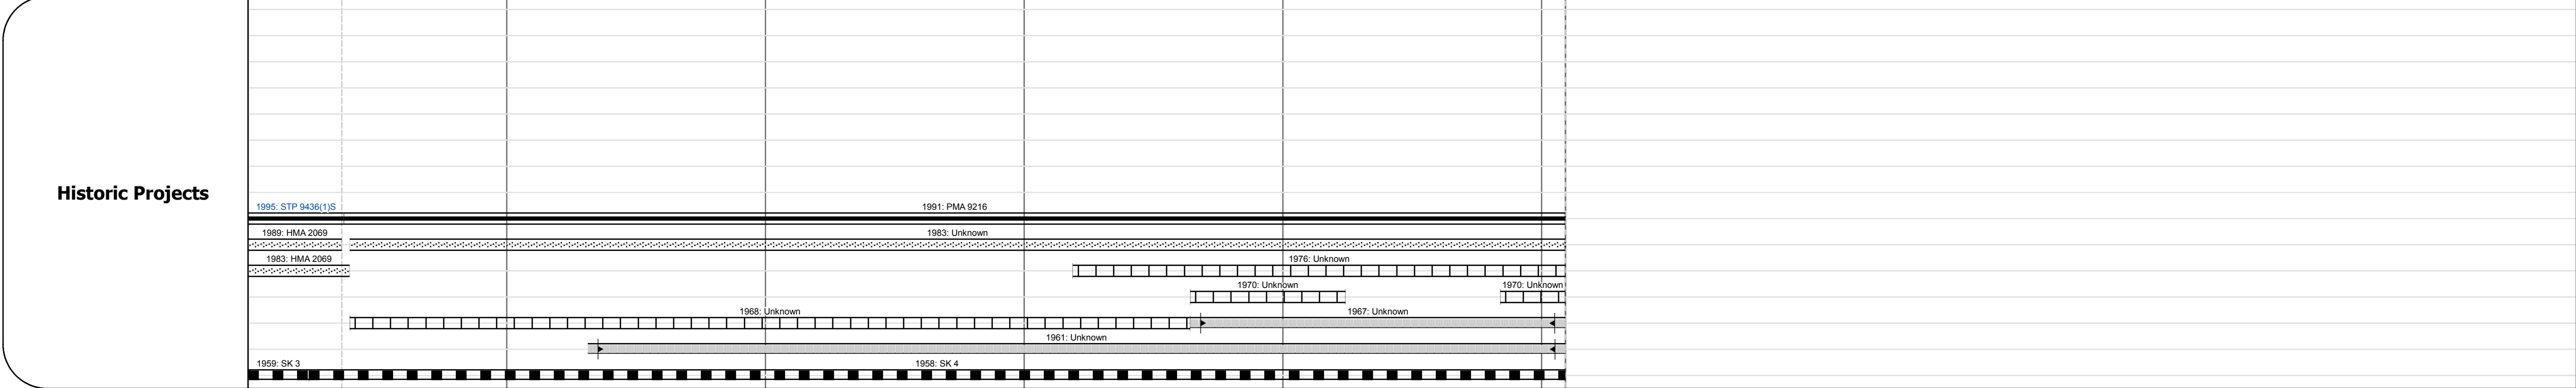 Historic Projects
1995: STP 9436(1)S
1991: PMA 9216
1989: HMA 2069
1983: Unknown
1983: HMA 2069
1976: Unknown
1970: Unknown
1970: Unknown
1968: Unknown
1967: Unknown
1961: Unknown
1959: SK 3
1958: SK 4